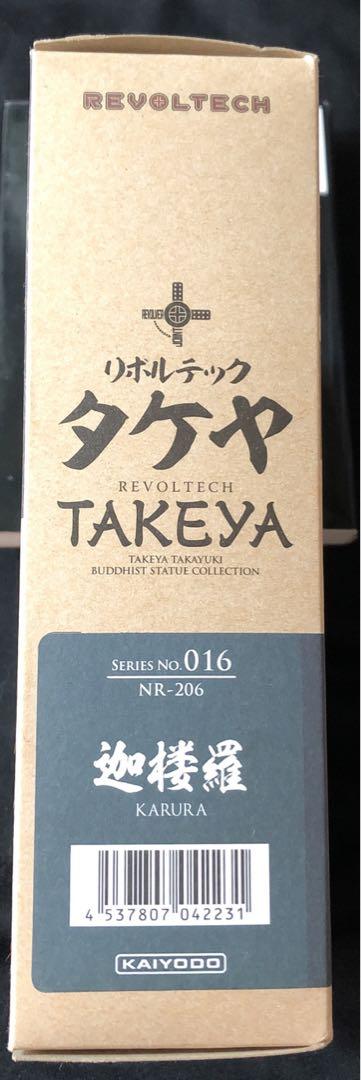 REVOLTECH
REVOLVER
リボルテック
タケヤ
REVOLTECH
TAKEYA
TAKEYA TAKAYUKI
BUDDHIST STATUE COLLECTION
SERIES NO.016
NR-206
迦楼羅
KARURA
4 537807 042231
KAIYODO